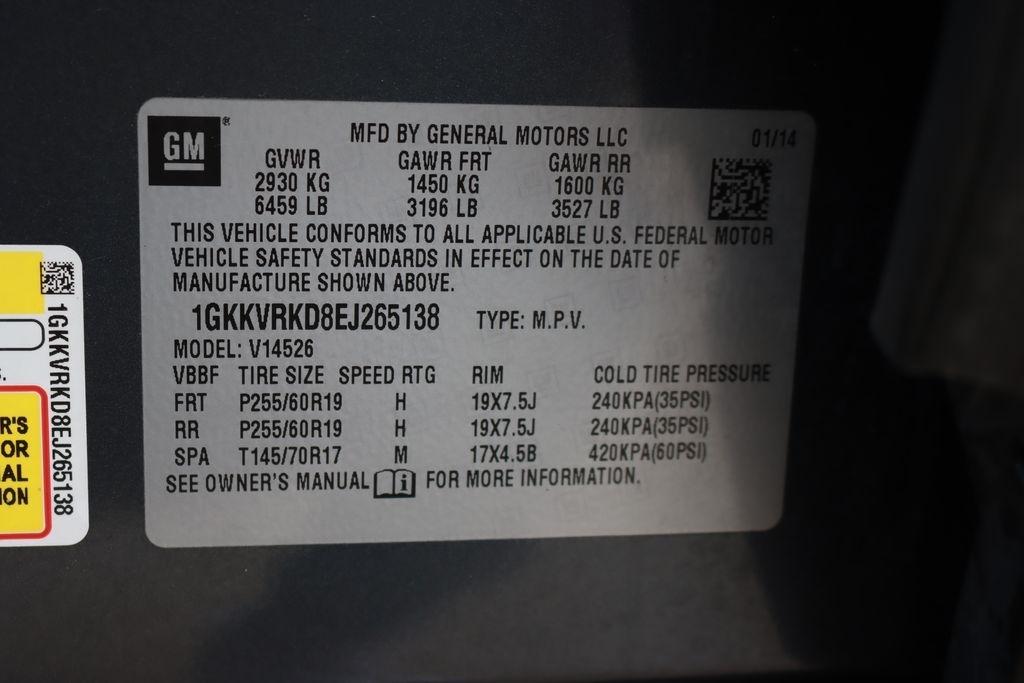 GM®
MFD BY GENERAL MOTORS LLC 01/14
GVWR GAWR FRT GAWR RR
2930 KG 1450 KG 1600 KG
6459 LB 3196 LB 3527 LB
THIS VEHICLE CONFORMS TO ALL APPLICABLE U.S. FEDERAL MOTOR
VEHICLE SAFETY STANDARDS IN EFFECT ON THE DATE OF
MANUFACTURE SHOWN ABOVE.
1GKKVRKD8EJ265138 TYPE: M.P.V.
MODEL: V14526
VBBF TIRE SIZE SPEED RTG RIM COLD TIRE PRESSURE
FRT P255/60R19 H 19X7.5J 240KPA(35PSI)
RR P255/60R19 H 19X7.5J 240KPA(35PSI)
SPA T145/70R17 M 17X4.5B 420KPA(60PSI)
SEE OWNER'S MANUAL i FOR MORE INFORMATION.
1GKKVRKD8EJ265138
R'S
OR
AL
ION